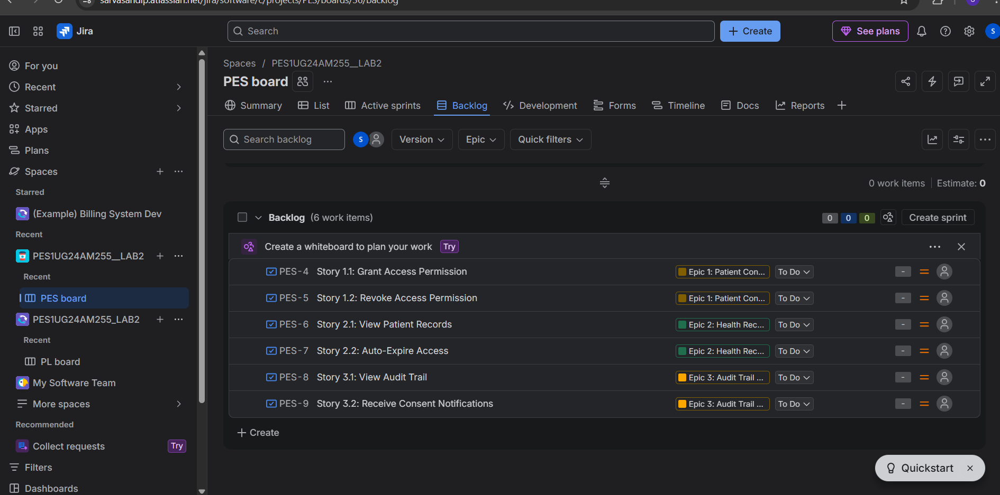 sarvasandip.atlassian.net/jira/software/c/projects/PES/boards/36/backlog
Jira
Search
Create
See plans
S
For you
Recent
Starred
Apps
Plans
Spaces
Starred
(Example) Billing System Dev
Recent
PES1UG24AM255__LAB2
Recent
PES board
PES1UG24AM255_LAB2
Recent
PL board
My Software Team
More spaces
Recommended
Collect requests Try
Filters
Dashboards
Spaces / PES1UG24AM255__LAB2
PES board
Summary List Active sprints Backlog Development Forms Timeline Docs Reports
Search backlog S Version Epic Quick filters
0 work items Estimate: 0
Backlog (6 work items) 0 0 0 Create sprint
Create a whiteboard to plan your work Try
PES-4 Story 1.1: Grant Access Permission Epic 1: Patient Con... To Do -
PES-5 Story 1.2: Revoke Access Permission Epic 1: Patient Con... To Do -
PES-6 Story 2.1: View Patient Records Epic 2: Health Rec... To Do -
PES-7 Story 2.2: Auto-Expire Access Epic 2: Health Rec... To Do -
PES-8 Story 3.1: View Audit Trail Epic 3: Audit Trail ... To Do -
PES-9 Story 3.2: Receive Consent Notifications Epic 3: Audit Trail ... To Do -
Create
Quickstart